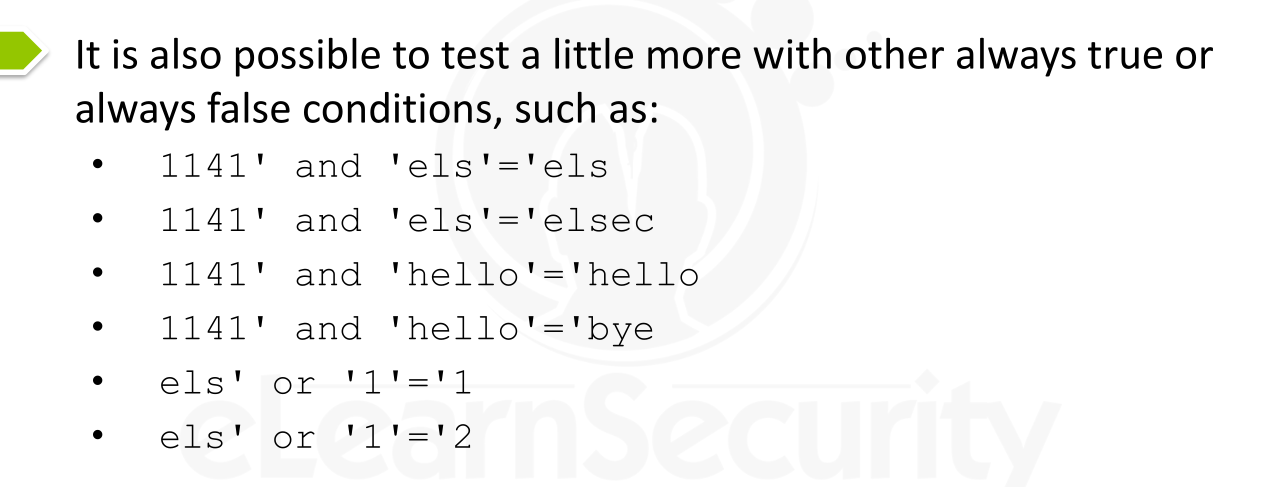 It is also possible to test a little more with other always true or
always false conditions, such as:
• 1141' and 'els'='els
• 1141' and 'els'='elsec
• 1141' and 'hello'='hello
• 1141' and 'hello'='bye
• els' or '1'='1
• els' or '1'='2
eLearnSecurity